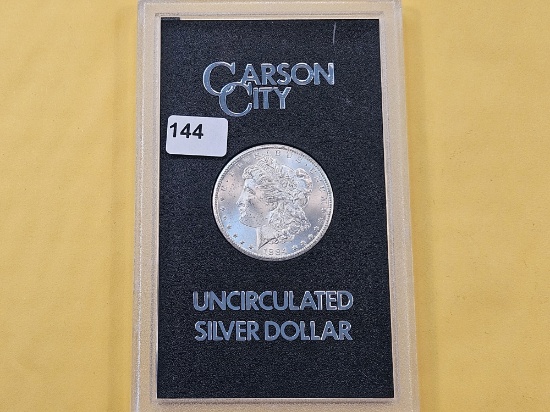 CARSON
CITY
144
UNCIRCULATED
SILVER DOLLAR